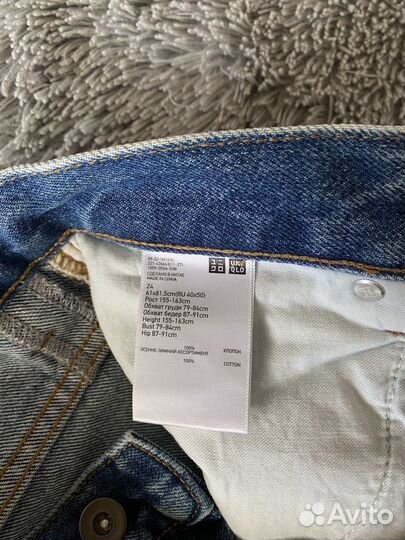 СДЕЛАНО В КИТАЕ
MADE IN CHINA
UNI
QLO
24
61x81.5cm(RU 40x50)
Рост 155-163cm
Обхват груди 79-84cm
Обхват бедер 87-91cm
Height 155-163cm
Bust 79-84cm
Hip 87-91cm
ОСЕННЕ-ЗИМНИЙ АССОРТИМЕНТ
100% ХЛОПОК
100% COTTON
Avito